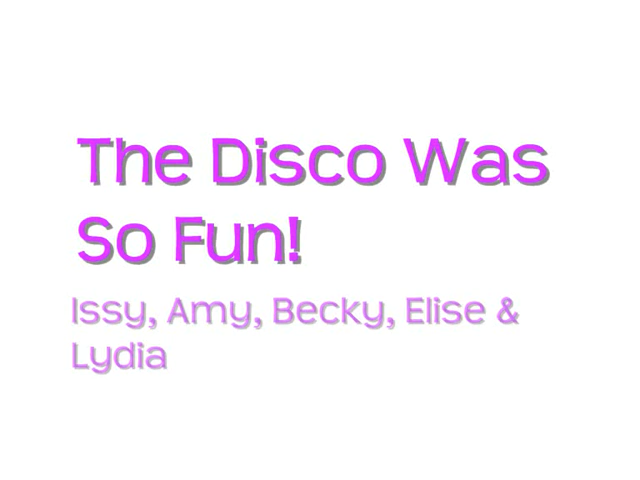 The Disco Was
So Fun!
Issy, Amy, Becky, Elise &
Lydia